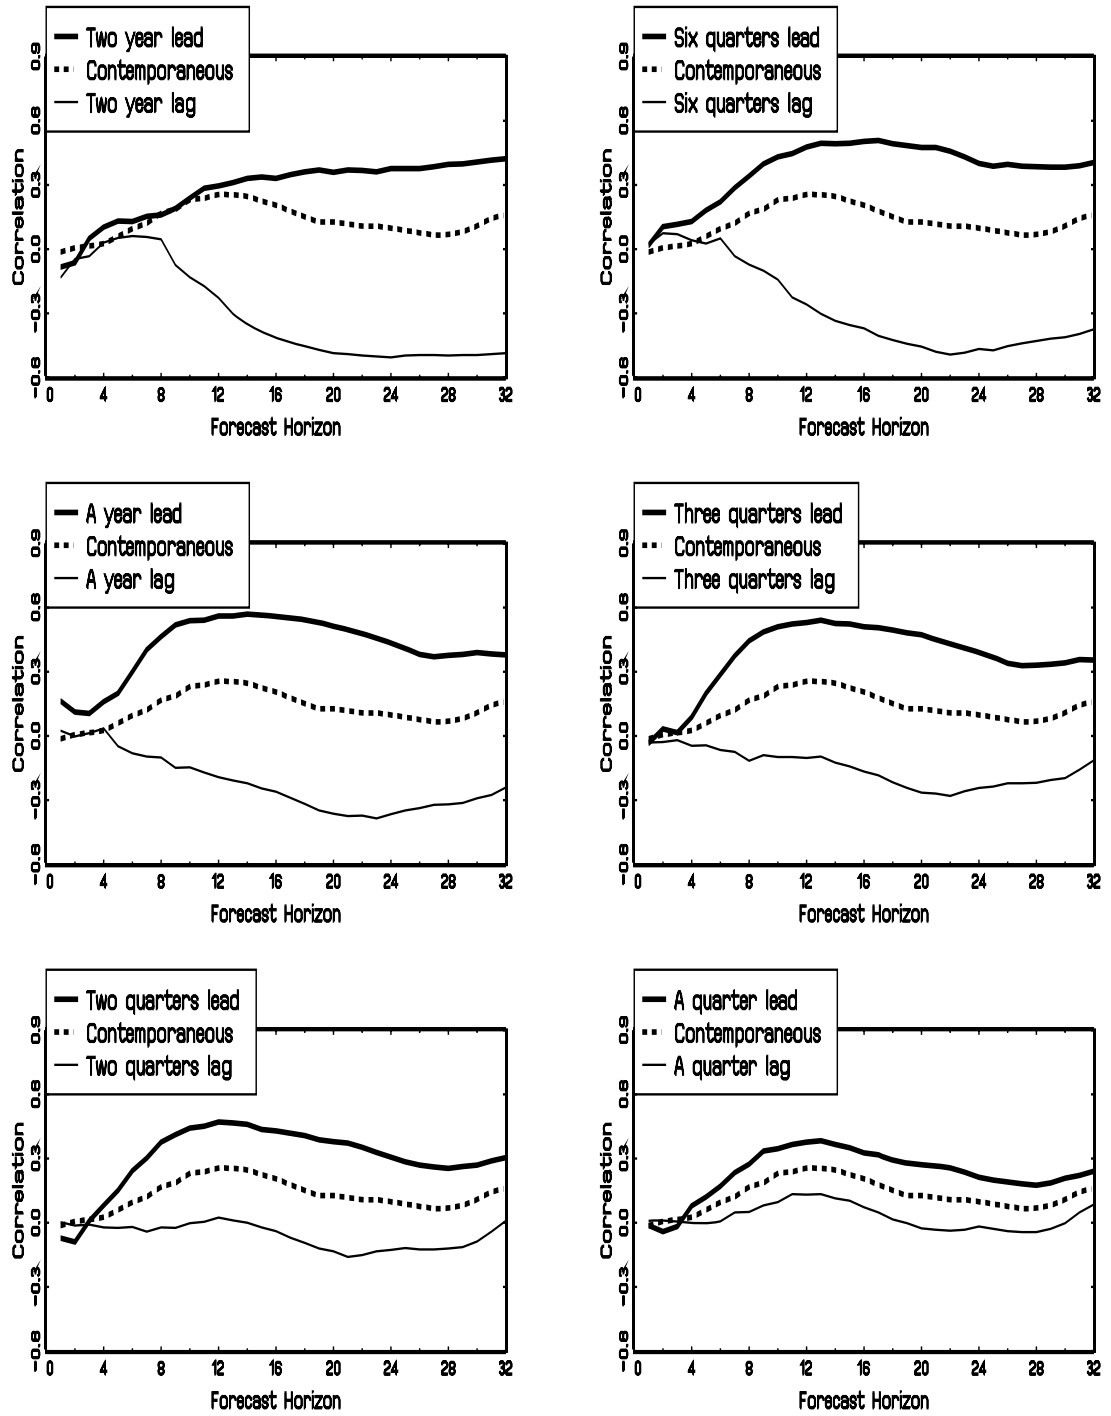 Two year lead
Contemporaneous
Two year lag
0.9
0.6
0.3
0.0
-0.3
-0.6
Correlation
0 4 8 12 16 20 24 28 32
Forecast Horizon
Six quarters lead
Contemporaneous
Six quarters lag
0.9
0.6
0.3
0.0
-0.3
-0.6
Correlation
0 4 8 12 16 20 24 28 32
Forecast Horizon
A year lead
Contemporaneous
A year lag
0.9
0.6
0.3
0.0
-0.3
-0.6
Correlation
0 4 8 12 16 20 24 28 32
Forecast Horizon
Three quarters lead
Contemporaneous
Three quarters lag
0.9
0.6
0.3
0.0
-0.3
-0.6
Correlation
0 4 8 12 16 20 24 28 32
Forecast Horizon
Two quarters lead
Contemporaneous
Two quarters lag
0.9
0.6
0.3
0.0
-0.3
-0.6
Correlation
0 4 8 12 16 20 24 28 32
Forecast Horizon
A quarter lead
Contemporaneous
A quarter lag
0.9
0.6
0.3
0.0
-0.3
-0.6
Correlation
0 4 8 12 16 20 24 28 32
Forecast Horizon